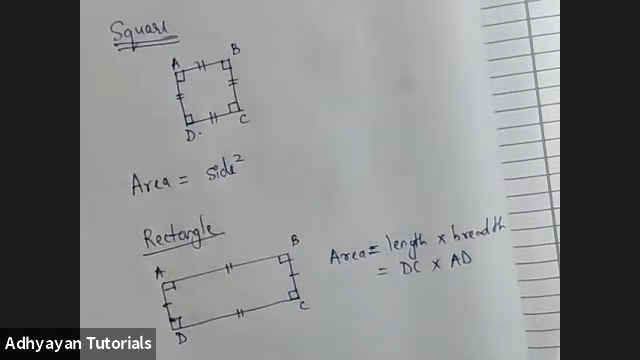 Square
A B
D C
Area = side²
Rectangle
A B
D C
Area = length × breadth
= DC × AD
Adhyayan Tutorials